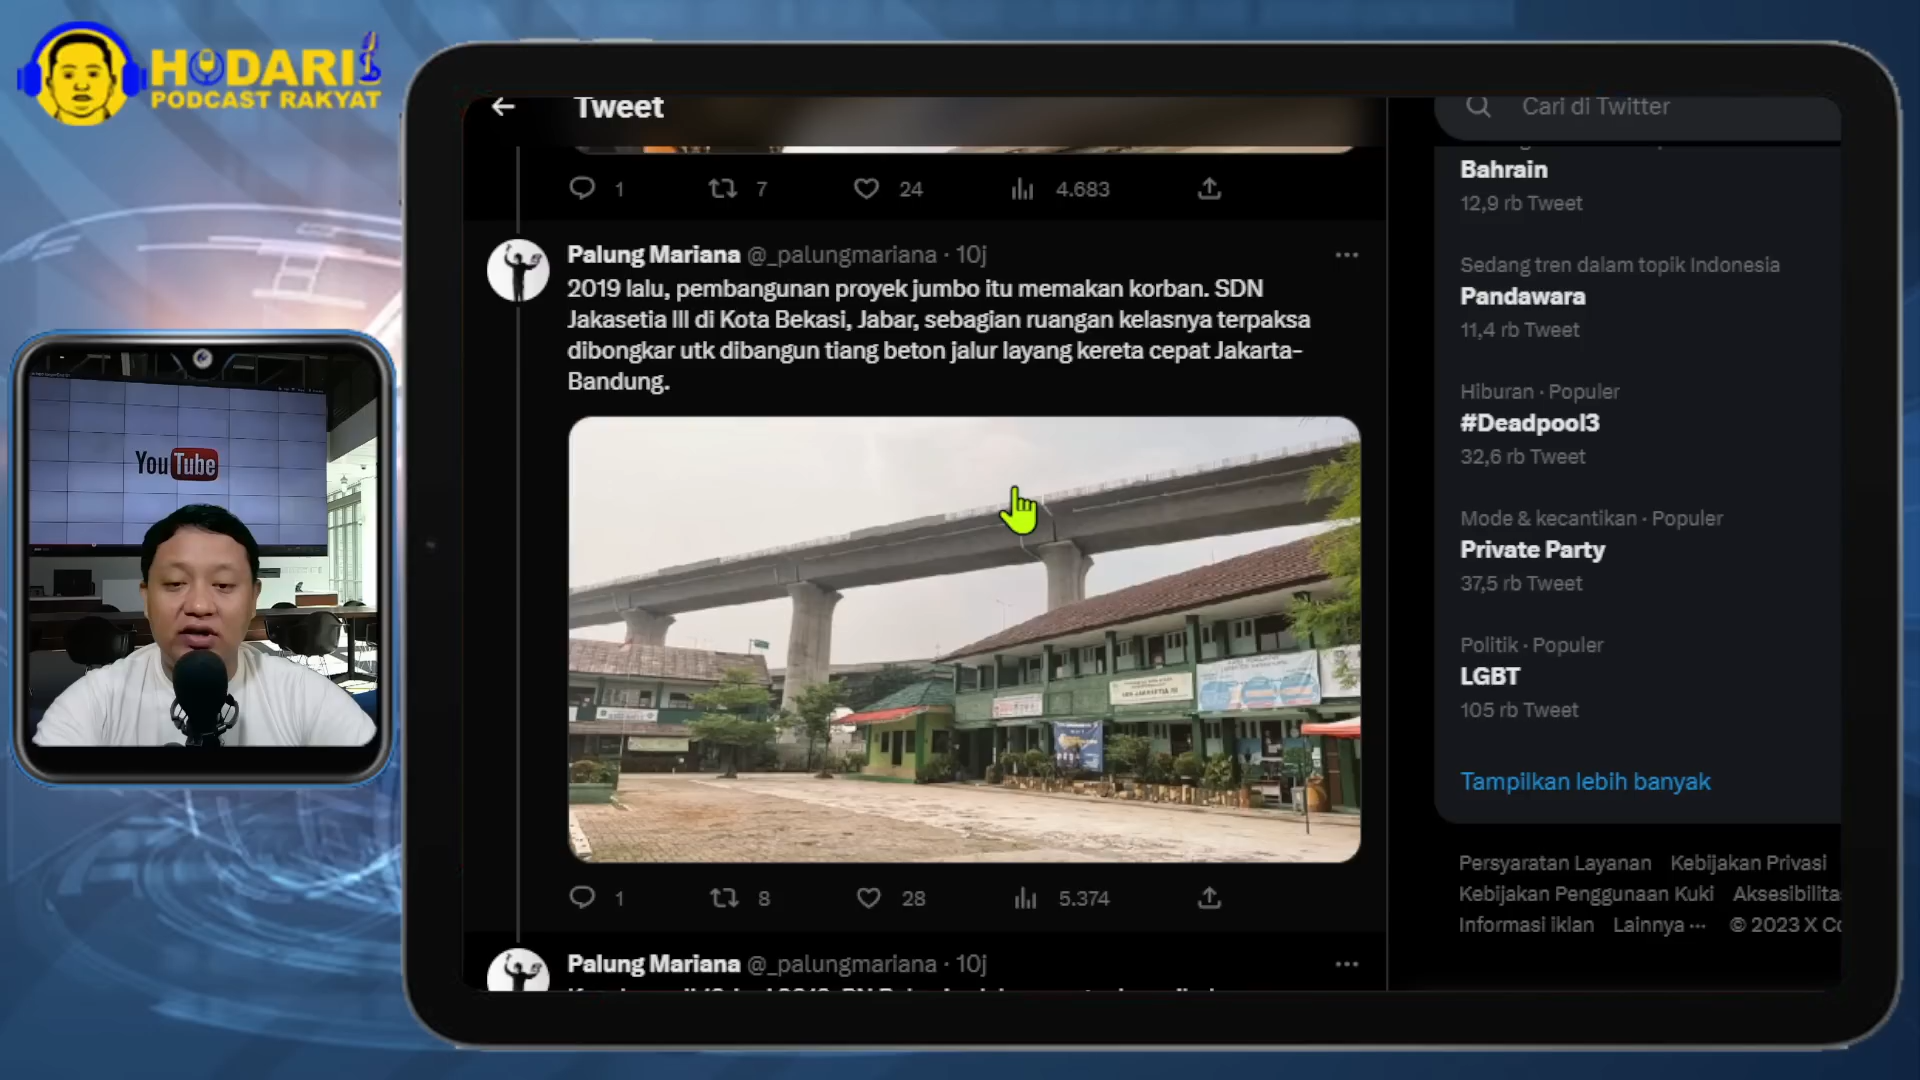 HODARI
PODCAST RAKYAT
YouTube
Tweet
1 7 24 4.683
Palung Mariana @_palungmariana · 10j
2019 lalu, pembangunan proyek jumbo itu memakan korban. SDN
Jakasetia III di Kota Bekasi, Jabar, sebagian ruangan kelasnya terpaksa
dibongkar utk dibangun tiang beton jalur layang kereta cepat Jakarta-
Bandung.
1 8 28 5.374
Palung Mariana @_palungmariana · 10j
Cari di Twitter
Bahrain
12,9 rb Tweet
Sedang tren dalam topik Indonesia
Pandawara
11,4 rb Tweet
Hiburan · Populer
#Deadpool3
32,6 rb Tweet
Mode & kecantikan · Populer
Private Party
37,5 rb Tweet
Politik · Populer
LGBT
105 rb Tweet
Tampilkan lebih banyak
Persyaratan Layanan Kebijakan Privasi
Kebijakan Penggunaan Kuki Aksesibilita
Informasi iklan Lainnya ··· © 2023 X Co